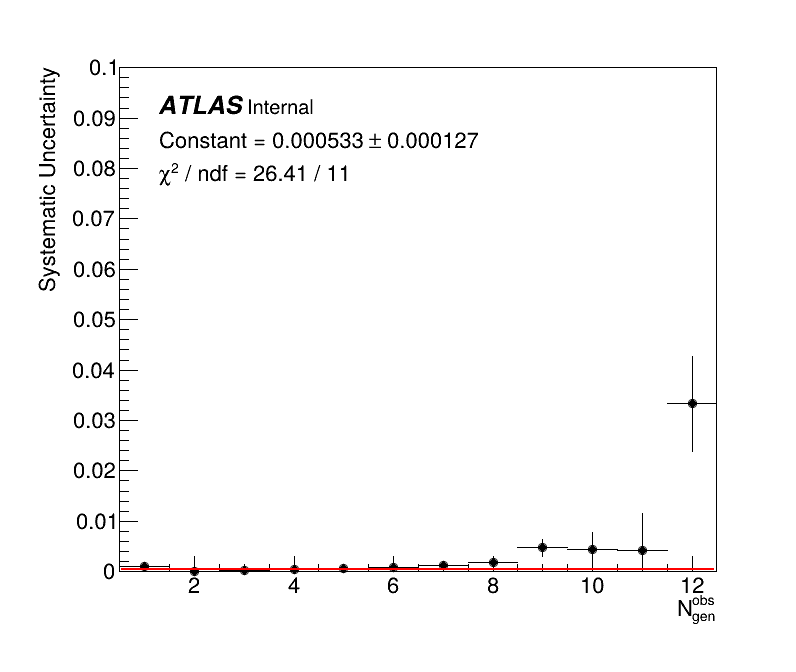 Systematic Uncertainty
0.1
0.09
0.08
0.07
0.06
0.05
0.04
0.03
0.02
0.01
0
ATLAS Internal
Constant = 0.000533 ± 0.000127
χ² / ndf = 26.41 / 11
2 4 6 8 10 12
N^obs_gen